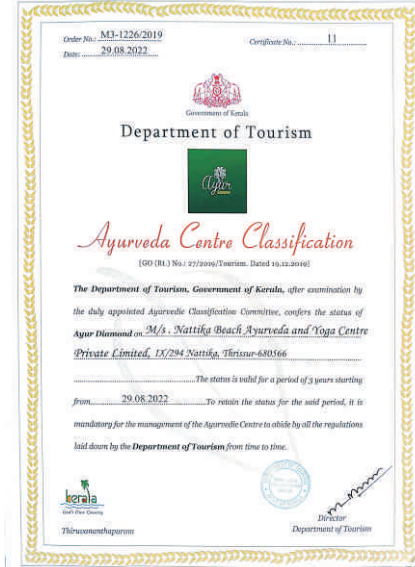 Order No.: M3-1226/2019
Certificate No.: 11
Date: 29.08.2022
Government of Kerala
Department of Tourism
Ayur
Ayurveda Centre Classification
[GO (Rt.) No.: 27/2019/Tourism. Dated 19.12.2019]
The Department of Tourism, Government of Kerala, after examination by
the duly appointed Ayurvedic Classification Committee, confers the status of
Ayur Diamond on M/s. Nattika Beach Ayurveda and Yoga Centre
Private Limited, IX/294 Nattika, Thrissur-680566
The status is valid for a period of 3 years starting
from 29.08.2022 To retain the status for the said period, it is
mandatory for the management of the Ayurvedic Centre to abide by all the regulations
laid down by the Department of Tourism from time to time.
kerala
God's Own Country
Thiruvananthapuram
Director
Department of Tourism